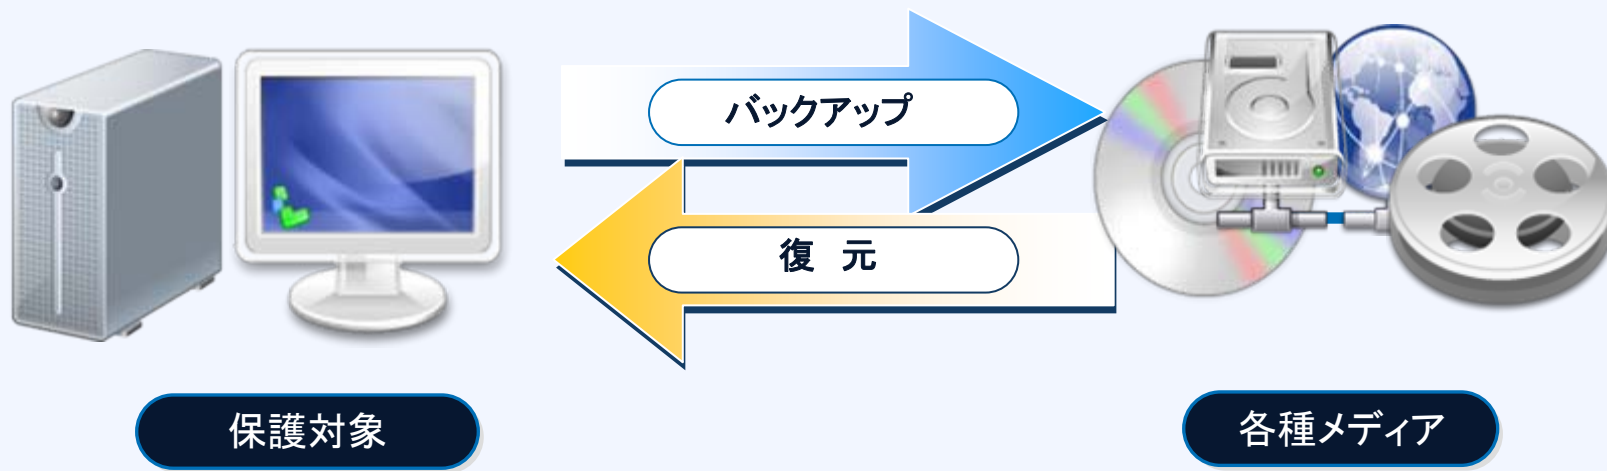 バックアップ
復 元
保護対象
各種メディア